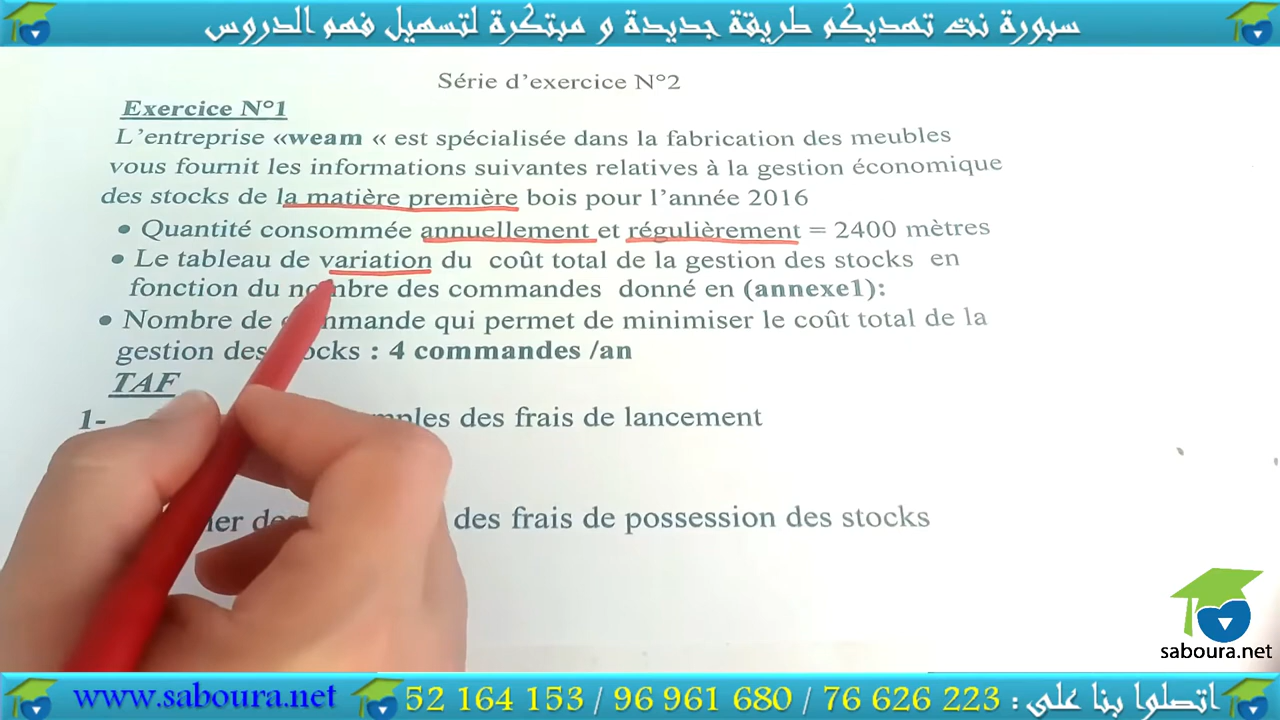 سبورة نت تهديكم طريقة جديدة و مبتكرة لتسهيل فهم الدروس
Série d'exercice N°2
Exercice N°1
L'entreprise «weam « est spécialisée dans la fabrication des meubles
vous fournit les informations suivantes relatives à la gestion économique
des stocks de la matière première bois pour l'année 2016
• Quantité consommée annuellement et régulièrement = 2400 mètres
• Le tableau de variation du coût total de la gestion des stocks en
fonction du nombre des commandes donné en (annexe1):
• Nombre de commande qui permet de minimiser le coût total de la
gestion des stocks : 4 commandes /an
TAF
1- des frais de lancement
des frais de possession des stocks
saboura.net
www.saboura.net 52 164 153 / 96 961 680 / 76 626 223 اتصلوا بنا على :